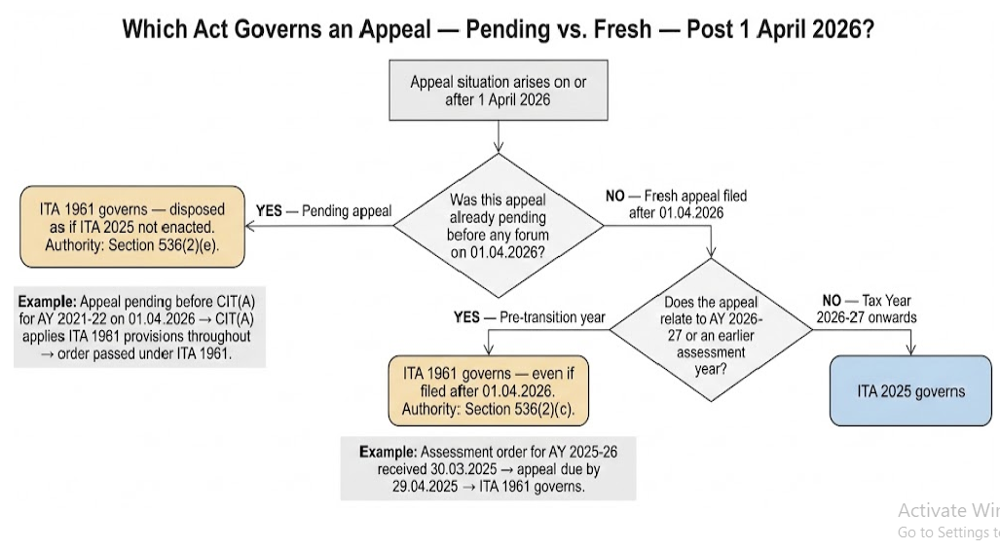 Which Act Governs an Appeal — Pending vs. Fresh — Post 1 April 2026?
Appeal situation arises on or
after 1 April 2026
Was this appeal
already pending
before any forum
on 01.04.2026?
YES — Pending appeal
ITA 1961 governs — disposed
as if ITA 2025 not enacted.
Authority: Section 536(2)(e).
Example: Appeal pending before CIT(A)
for AY 2021-22 on 01.04.2026 → CIT(A)
applies ITA 1961 provisions throughout
→ order passed under ITA 1961.
NO — Fresh appeal filed
after 01.04.2026
Does the appeal
relate to AY 2026-
27 or an earlier
assessment
year?
YES — Pre-transition year
ITA 1961 governs — even if
filed after 01.04.2026.
Authority: Section 536(2)(c).
Example: Assessment order for AY 2025-26
received 30.03.2025 → appeal due by
29.04.2025 → ITA 1961 governs.
NO — Tax Year
2026-27 onwards
ITA 2025 governs
Activate Win
Go to Settings t